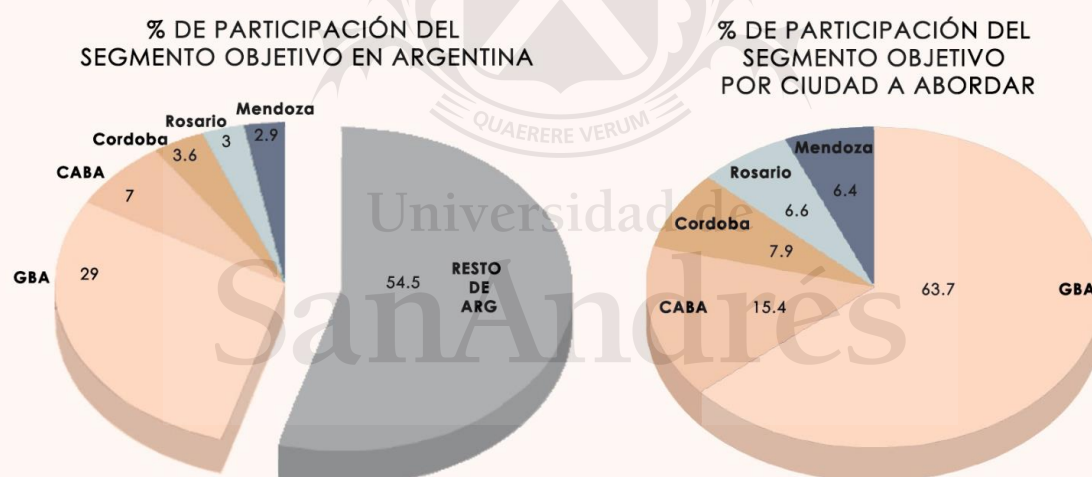 % DE PARTICIPACIÓN DEL
SEGMENTO OBJETIVO EN ARGENTINA
Mendoza
2.9
Rosario
3
Cordoba
3.6
CABA
7
GBA
29
54.5
RESTO
DE
ARG
% DE PARTICIPACIÓN DEL
SEGMENTO OBJETIVO
POR CIUDAD A ABORDAR
Mendoza
6.4
Rosario
6.6
Cordoba
7.9
CABA
15.4
63.7
GBA
QUAERERE VERUM
Universidad de
SanAndrés